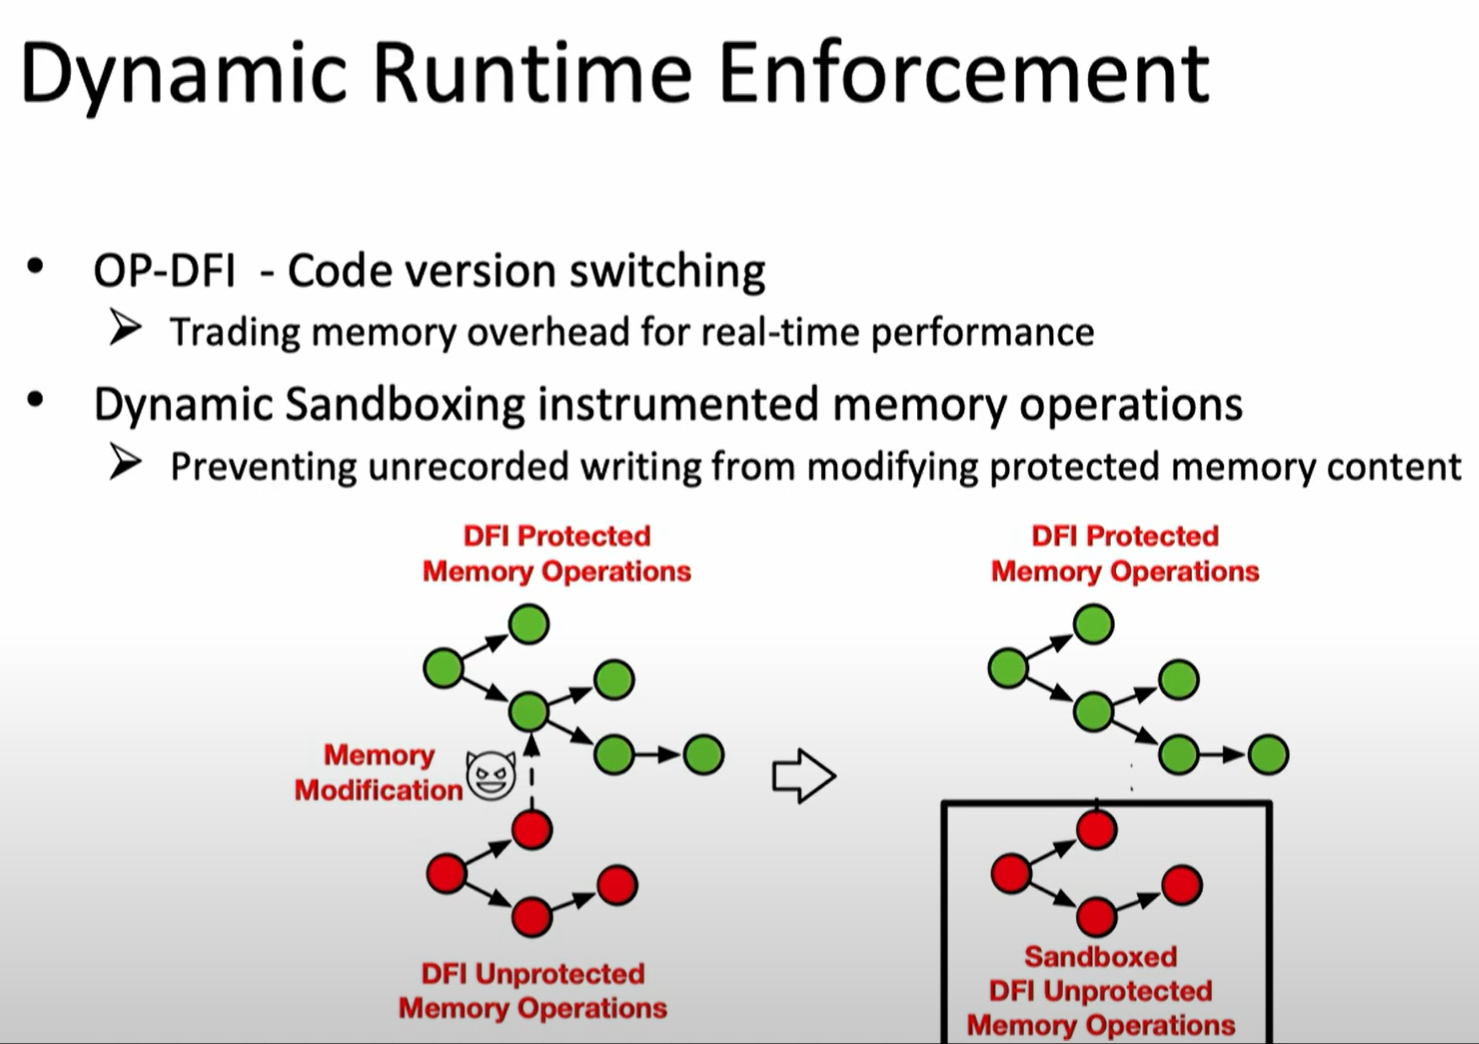 Dynamic Runtime Enforcement
• OP-DFI - Code version switching
➢ Trading memory overhead for real-time performance
• Dynamic Sandboxing instrumented memory operations
➢ Preventing unrecorded writing from modifying protected memory content
DFI Protected
Memory Operations
Memory
Modification
DFI Unprotected
Memory Operations
DFI Protected
Memory Operations
Sandboxed
DFI Unprotected
Memory Operations